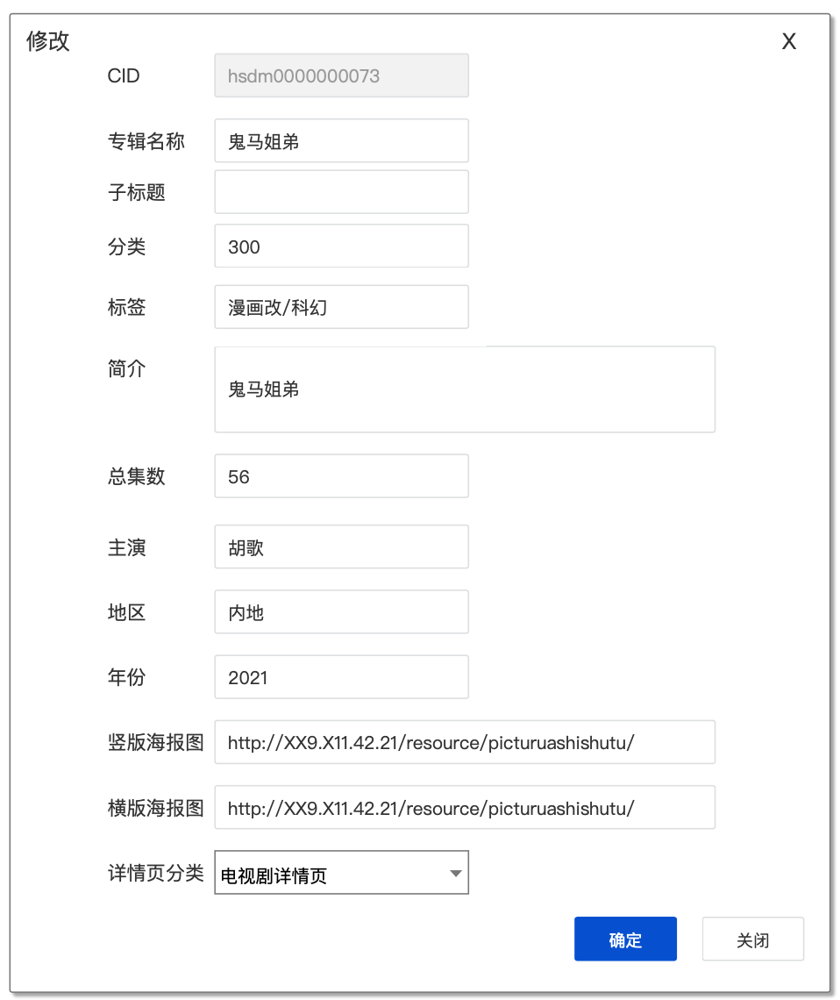 修改 X
CID hsdm0000000073
专辑名称 鬼马姐弟
子标题
分类 300
标签 漫画改/科幻
简介 鬼马姐弟
总集数 56
主演 胡歌
地区 内地
年份 2021
竖版海报图 http://XX9.X11.42.21/resource/picturuashishutu/
横版海报图 http://XX9.X11.42.21/resource/picturuashishutu/
详情页分类 电视剧详情页
确定 关闭